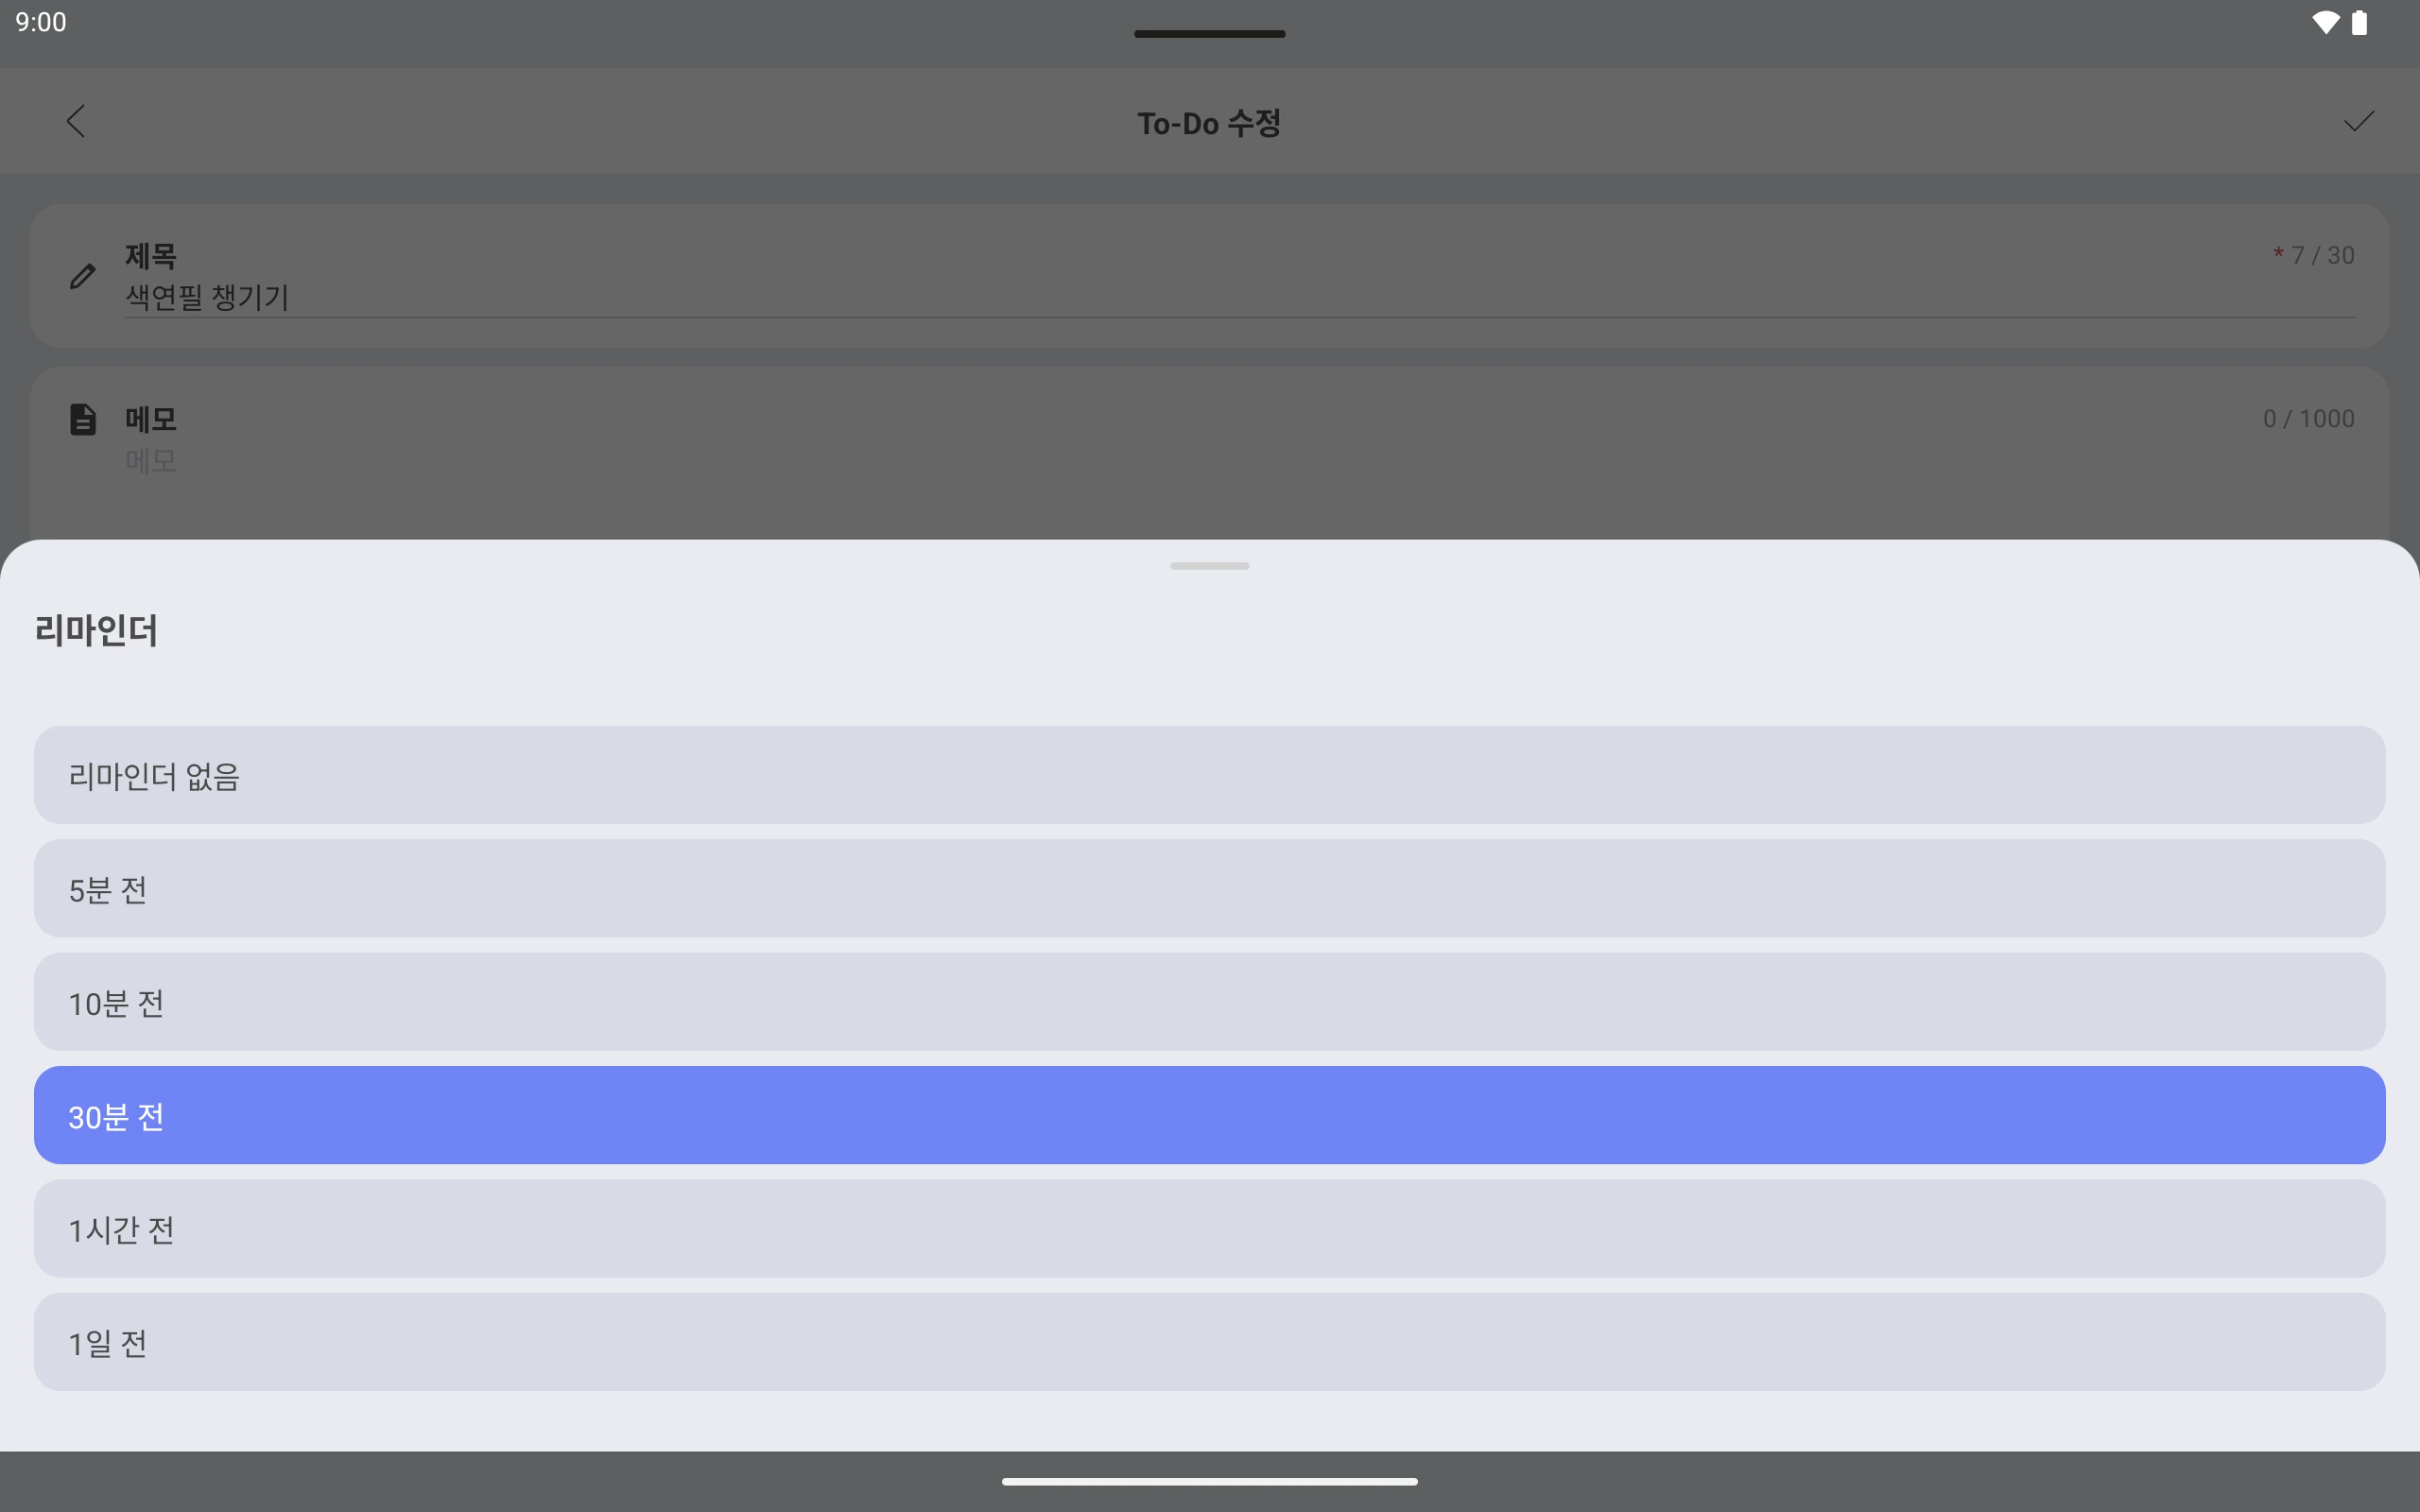 9:00
To-Do 수정
제목
* 7 / 30
색연필 챙기기
메모
0 / 1000
메모
리마인더
리마인더 없음
5분 전
10분 전
30분 전
1시간 전
1일 전